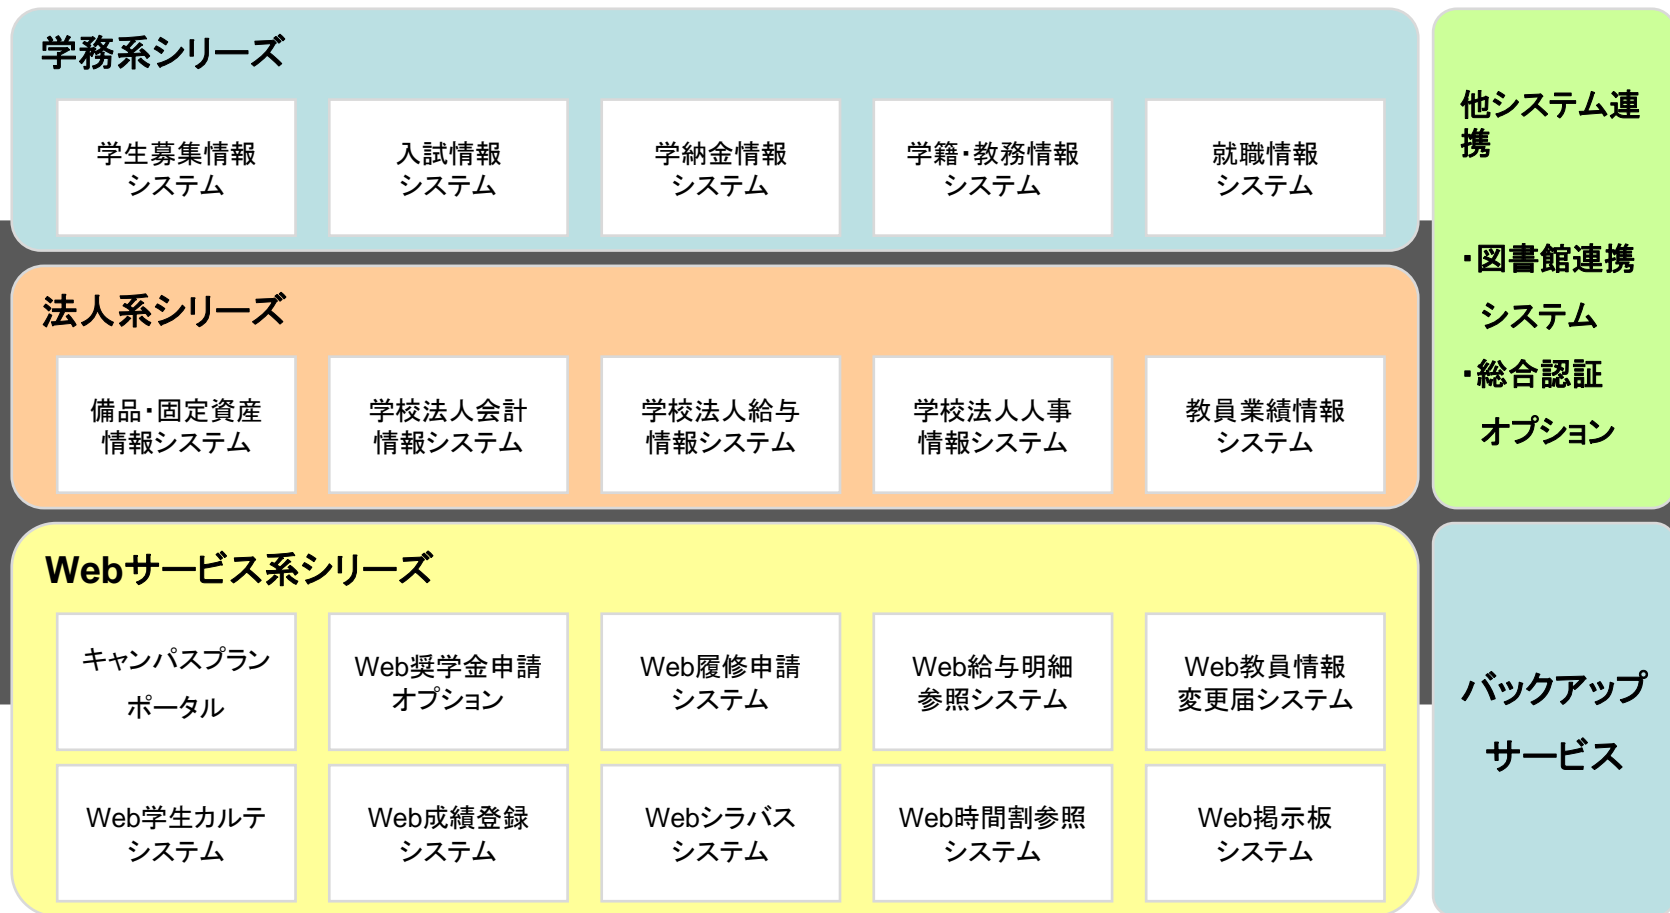 学務系シリーズ
学生募集情報
システム
入試情報
システム
学納金情報
システム
学籍・教務情報
システム
就職情報
システム
法人系シリーズ
備品・固定資産
情報システム
学校法人会計
情報システム
学校法人給与
情報システム
学校法人人事
情報システム
教員業績情報
システム
Webサービス系シリーズ
キャンパスプラン
ポータル
Web奨学金申請
オプション
Web履修申請
システム
Web給与明細
参照システム
Web教員情報
変更届システム
Web学生カルテ
システム
Web成績登録
システム
Webシラバス
システム
Web時間割参照
システム
Web掲示板
システム
他システム連
携
・図書館連携
システム
・総合認証
オプション
バックアップ
サービス